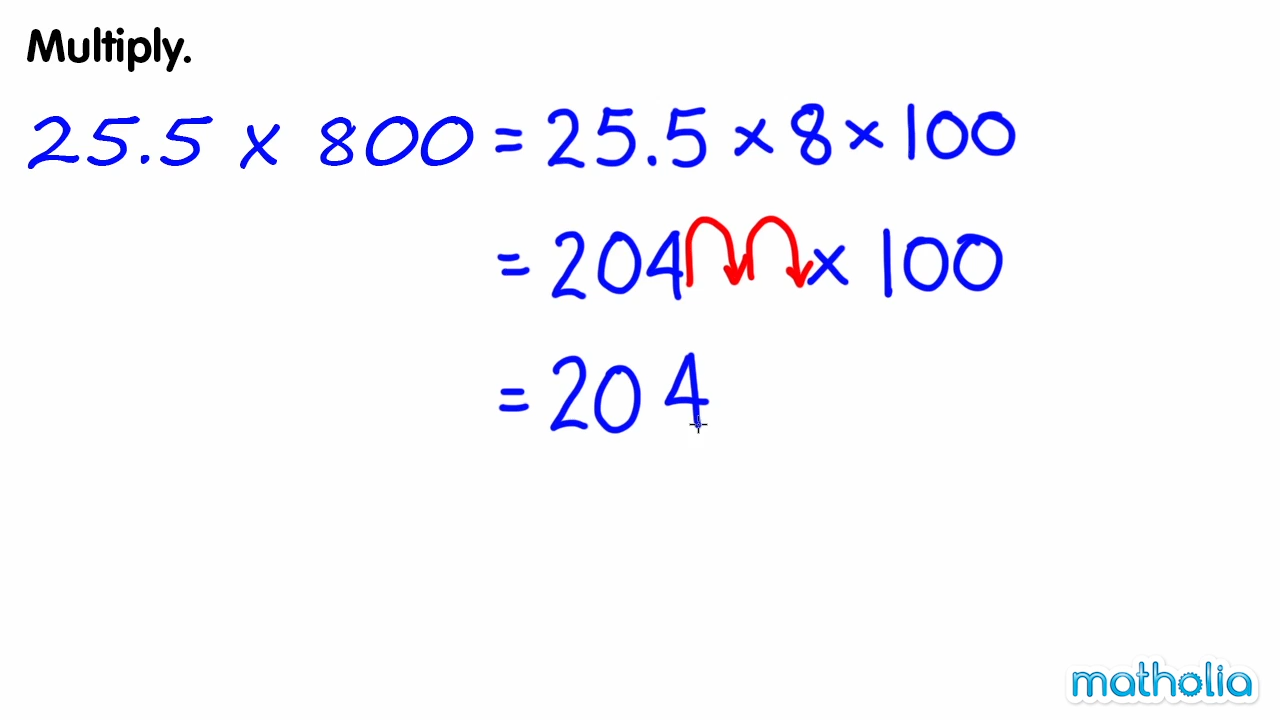 Multiply.
25.5 × 800 = 25.5 × 8 × 100
= 204 × 100
= 204
matholia